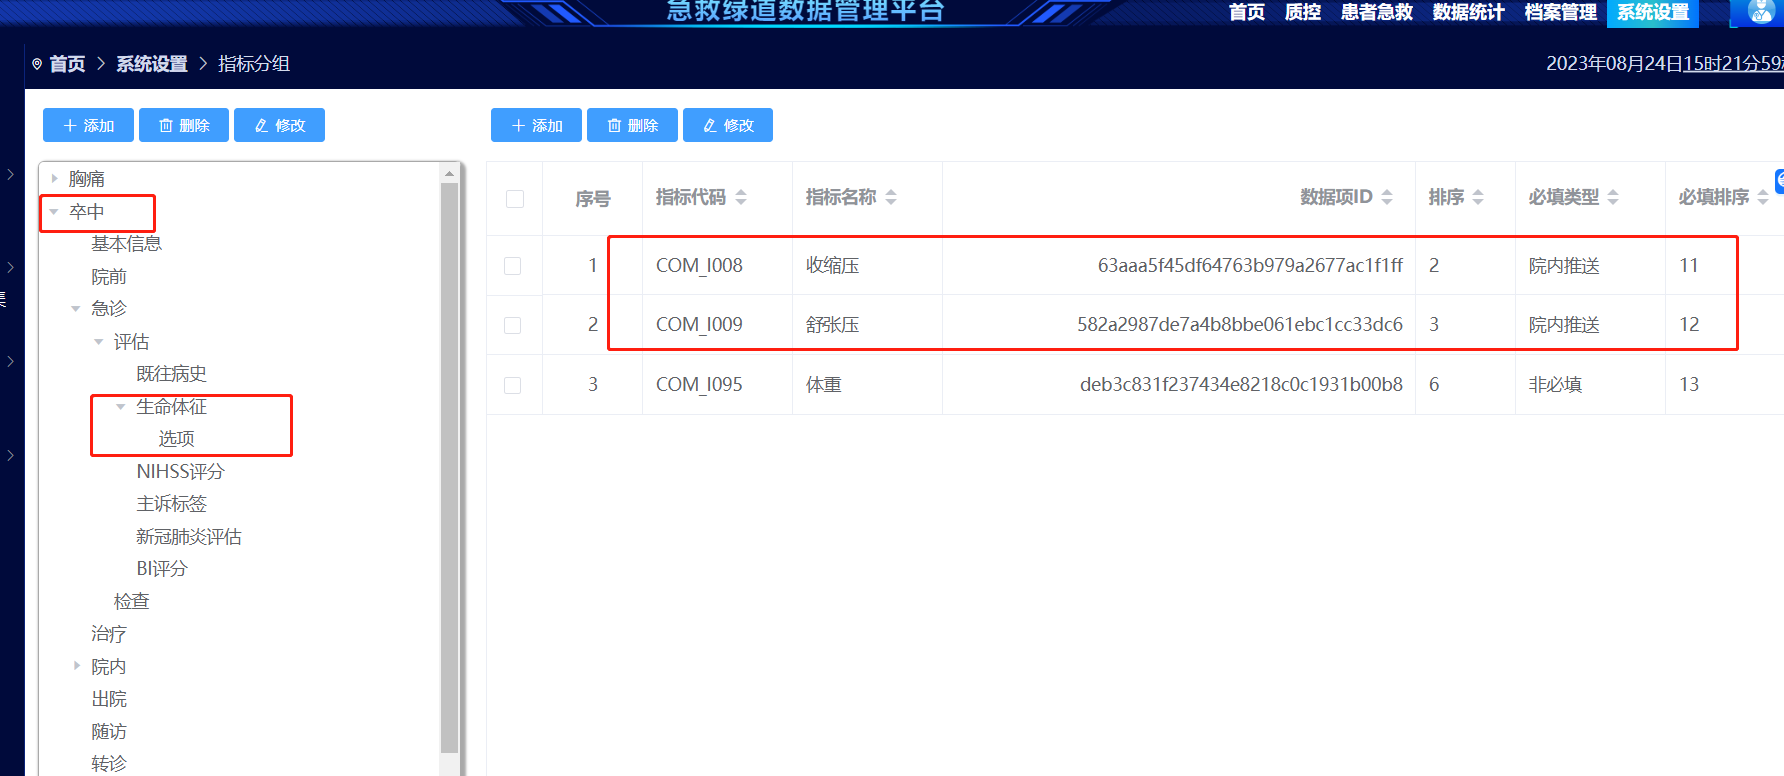 急救绿道数据管理平台
首页 质控 患者急救 数据统计 档案管理 系统设置
首页 > 系统设置 > 指标分组
2023年08月24日15时21分59
添加 删除 修改
添加 删除 修改
胸痛
卒中
基本信息
院前
急诊
评估
既往病史
生命体征
选项
NIHSS评分
主诉标签
新冠肺炎评估
BI评分
检查
治疗
院内
出院
随访
转诊
序号 指标代码 指标名称 数据项ID 排序 必填类型 必填排序
1 COM_I008 收缩压 63aaa5f45df64763b979a2677ac1f1ff 2 院内推送 11
2 COM_I009 舒张压 582a2987de7a4b8bbe061ebc1cc33dc6 3 院内推送 12
3 COM_I095 体重 deb3c831f237434e8218c0c1931b00b8 6 非必填 13